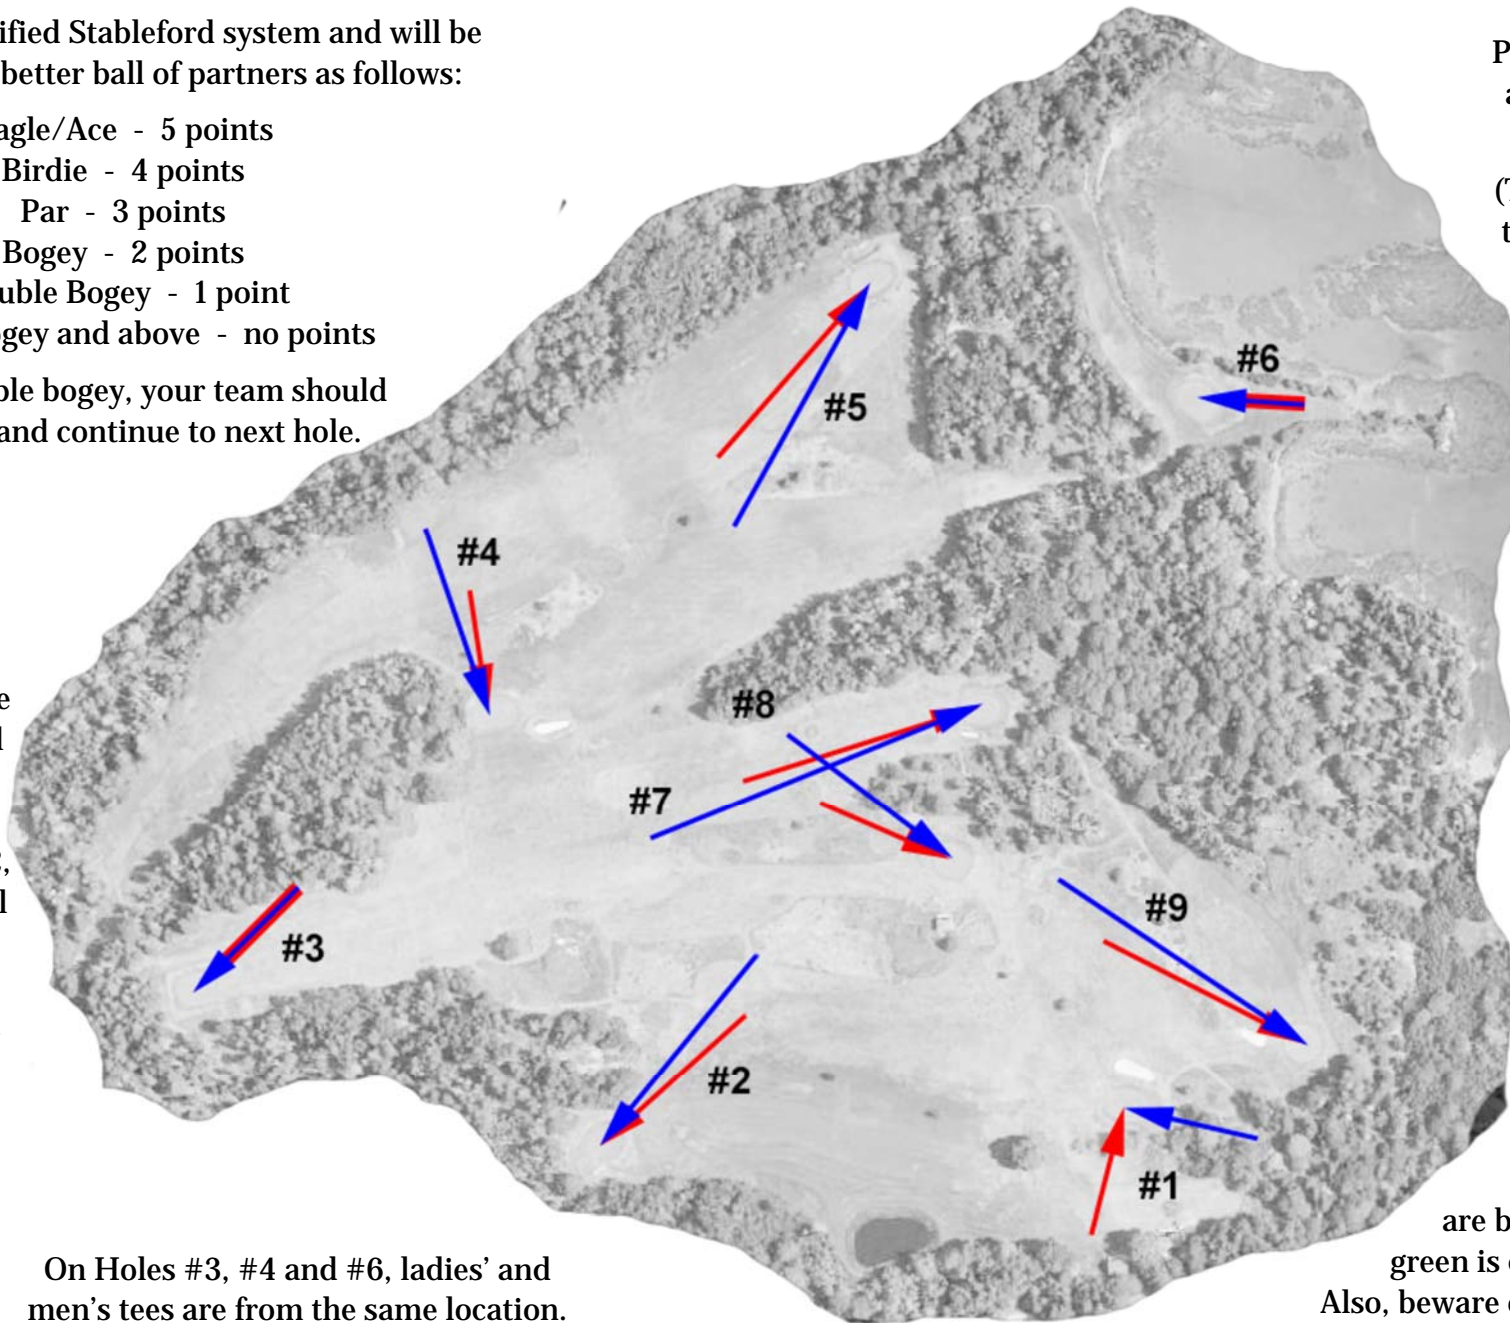 ified Stableford system and will be
better ball of partners as follows:
agle/Ace - 5 points
Birdie - 4 points
Par - 3 points
Bogey - 2 points
uble Bogey - 1 point
gey and above - no points
ble bogey, your team should
and continue to next hole.
P
a
(T
t
#6
#5
#4
e
l
#8
#7
2,
l
#9
#3
#2
#1
are b
green is
Also, beware
On Holes #3, #4 and #6, ladies’ and
men’s tees are from the same location.